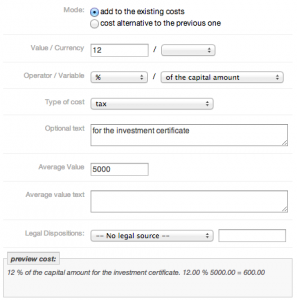 Mode: add to the existing costs
cost alternative to the previous one
Value / Currency 12 /
Operator / Variable % / of the capital amount
Type of cost tax
Optional text for the investment certificate
Average Value 5000
Average value text
Legal Dispositions: -- No legal source --
preview cost:
12 % of the capital amount for the investment certificate. 12.00 % 5000.00 = 600.00